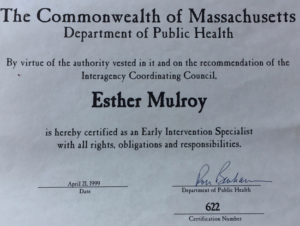 The Commonwealth of Massachusetts
Department of Public Health
By virtue of the authority vested in it and on the recommendation of the
Interagency Coordinating Council.
Esther Mulroy
is hereby certified as an Early Intervention Specialist
with all rights, obligations and responsibilities.
April 21, 1999
Date
Department of Public Health
622
Certification Number